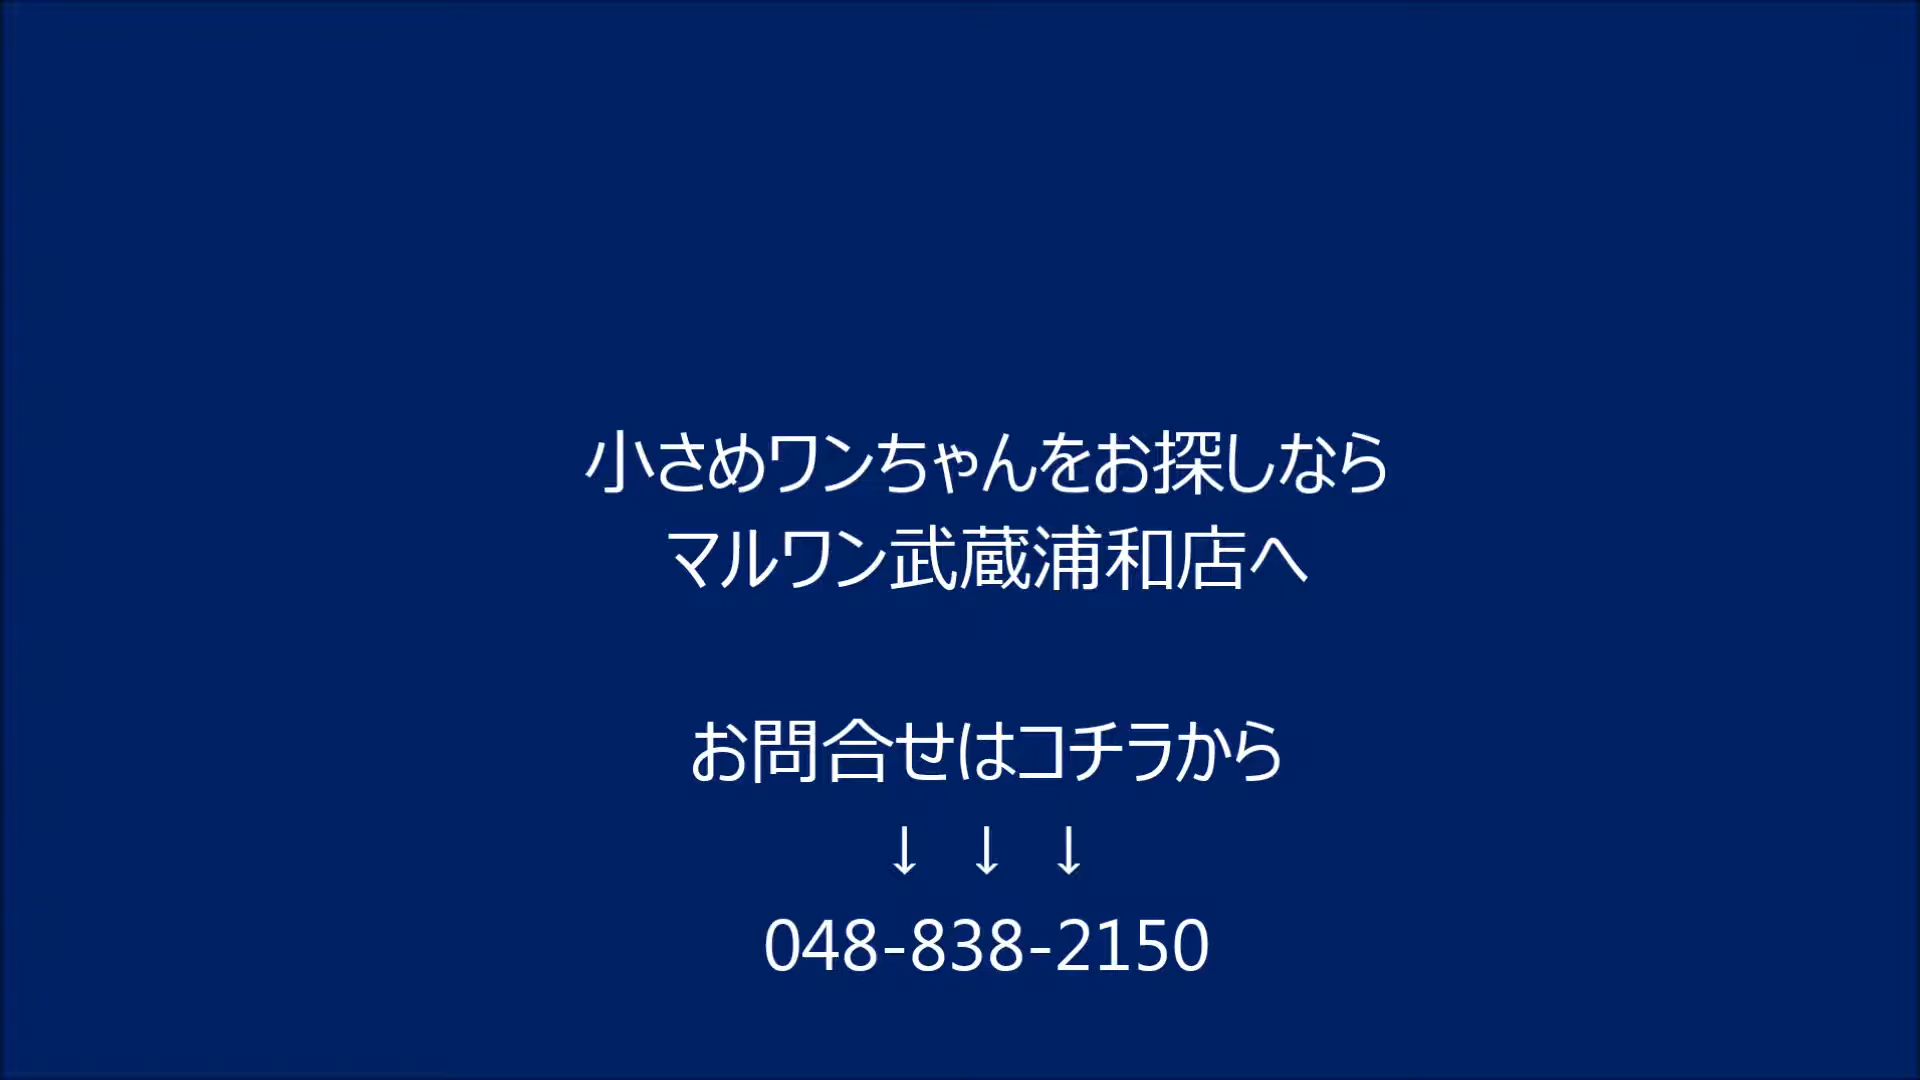 小さめワンちゃんをお探しなら
マルワン武蔵浦和店へ
お問合せはコチラから
↓ ↓ ↓
048-838-2150